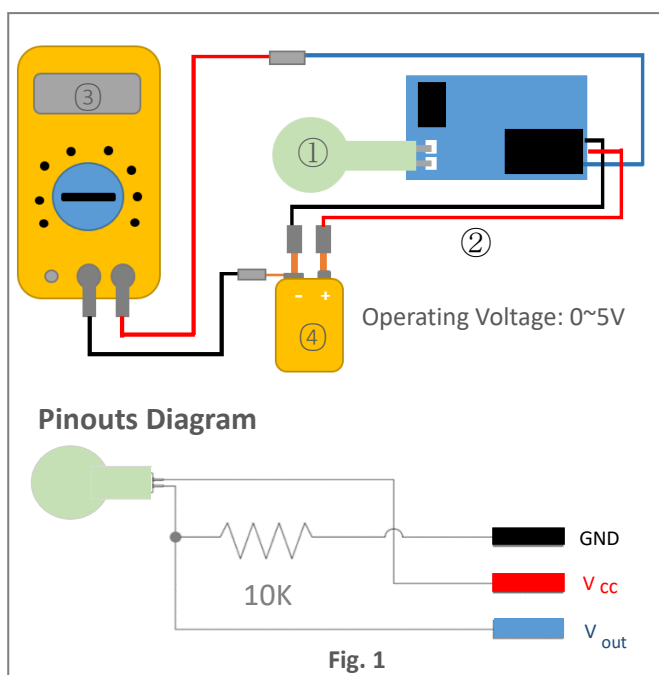 ③
①
②
- +
④
Operating Voltage: 0~5V
Pinouts Diagram
GND
10K
V cc
V out
Fig. 1